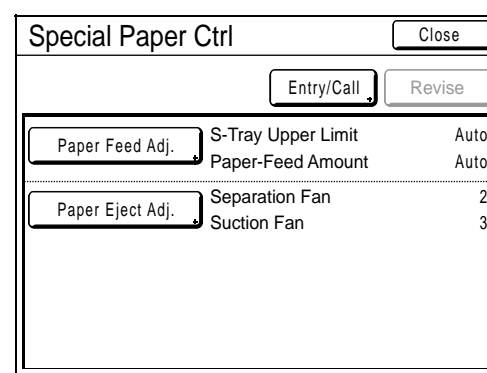 Special Paper Ctrl Close
Entry/Call Revise
Paper Feed Adj. S-Tray Upper Limit Auto
Paper-Feed Amount Auto
Paper Eject Adj. Separation Fan 2
Suction Fan 3